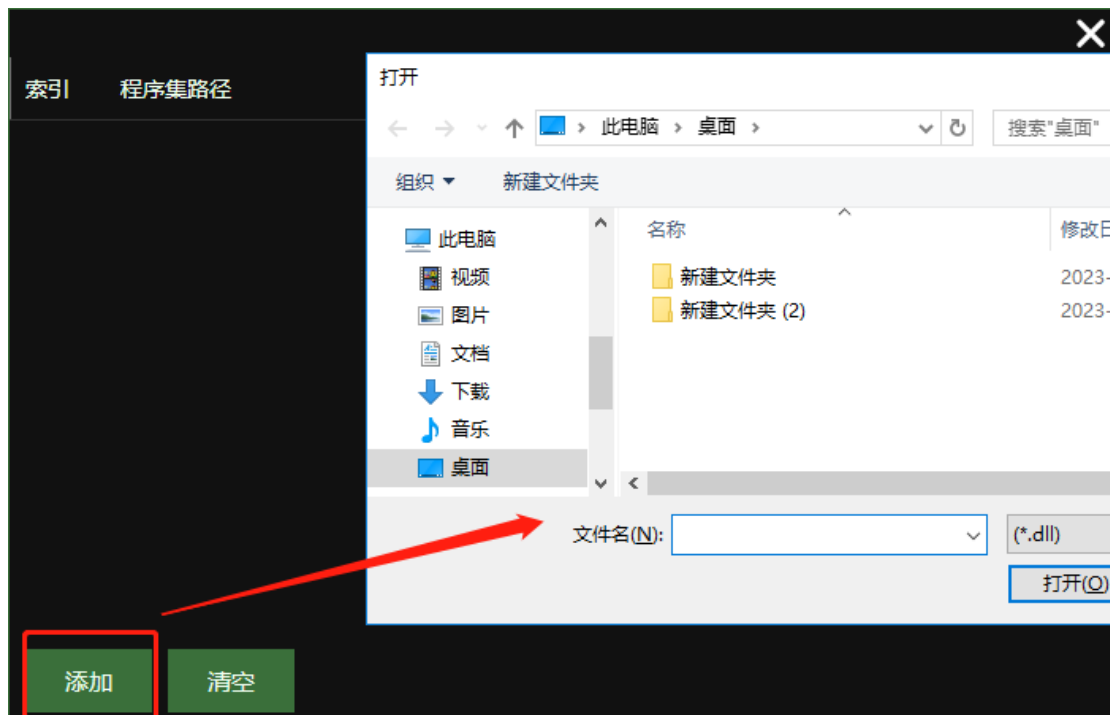 打开
索引 程序集路径
此电脑 › 桌面 ›
搜索"桌面"
组织 新建文件夹
名称 修改日
此电脑
视频
图片
文档
下载
音乐
桌面
新建文件夹 2023-
新建文件夹 (2) 2023-
文件名(N):
(*.dll)
打开(O)
添加 清空